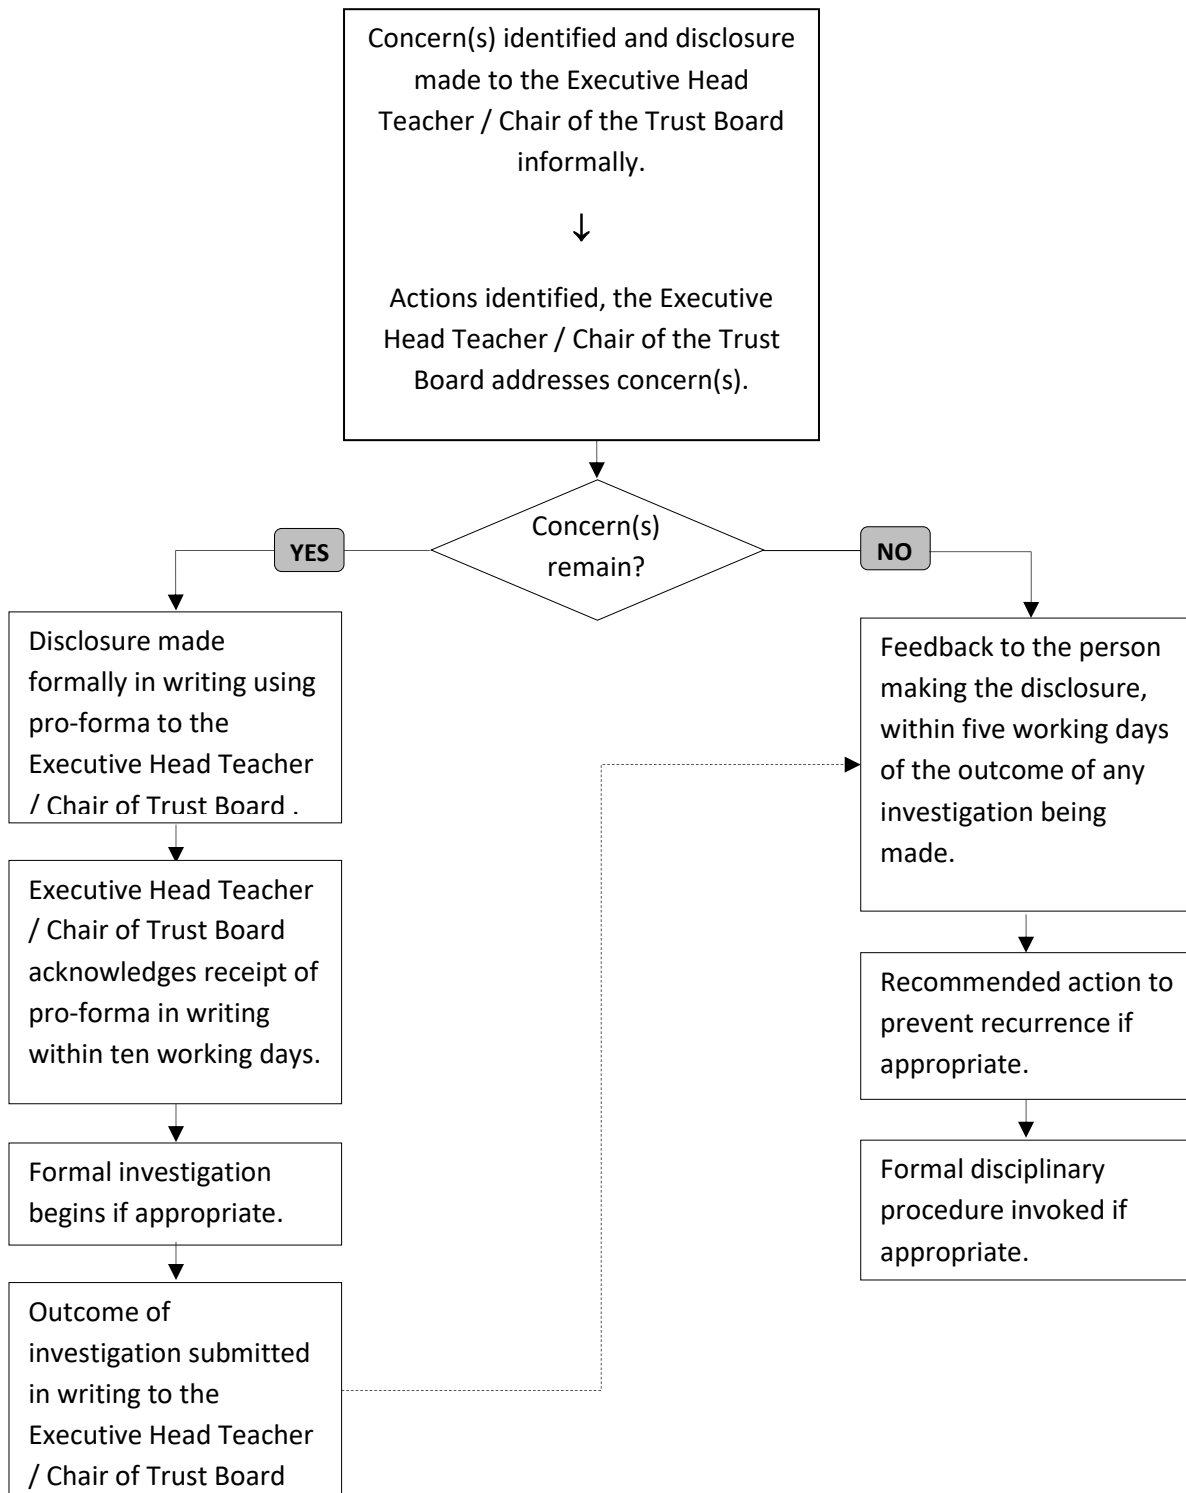 Concern(s) identified and disclosure
made to the Executive Head
Teacher / Chair of the Trust Board
informally.
↓
Actions identified, the Executive
Head Teacher / Chair of the Trust
Board addresses concern(s).
Concern(s)
remain?
YES
NO
Disclosure made
formally in writing using
pro-forma to the
Executive Head Teacher
/ Chair of Trust Board .
Executive Head Teacher
/ Chair of Trust Board
acknowledges receipt of
pro-forma in writing
within ten working days.
Formal investigation
begins if appropriate.
Outcome of
investigation submitted
in writing to the
Executive Head Teacher
/ Chair of Trust Board
Feedback to the person
making the disclosure,
within five working days
of the outcome of any
investigation being
made.
Recommended action to
prevent recurrence if
appropriate.
Formal disciplinary
procedure invoked if
appropriate.